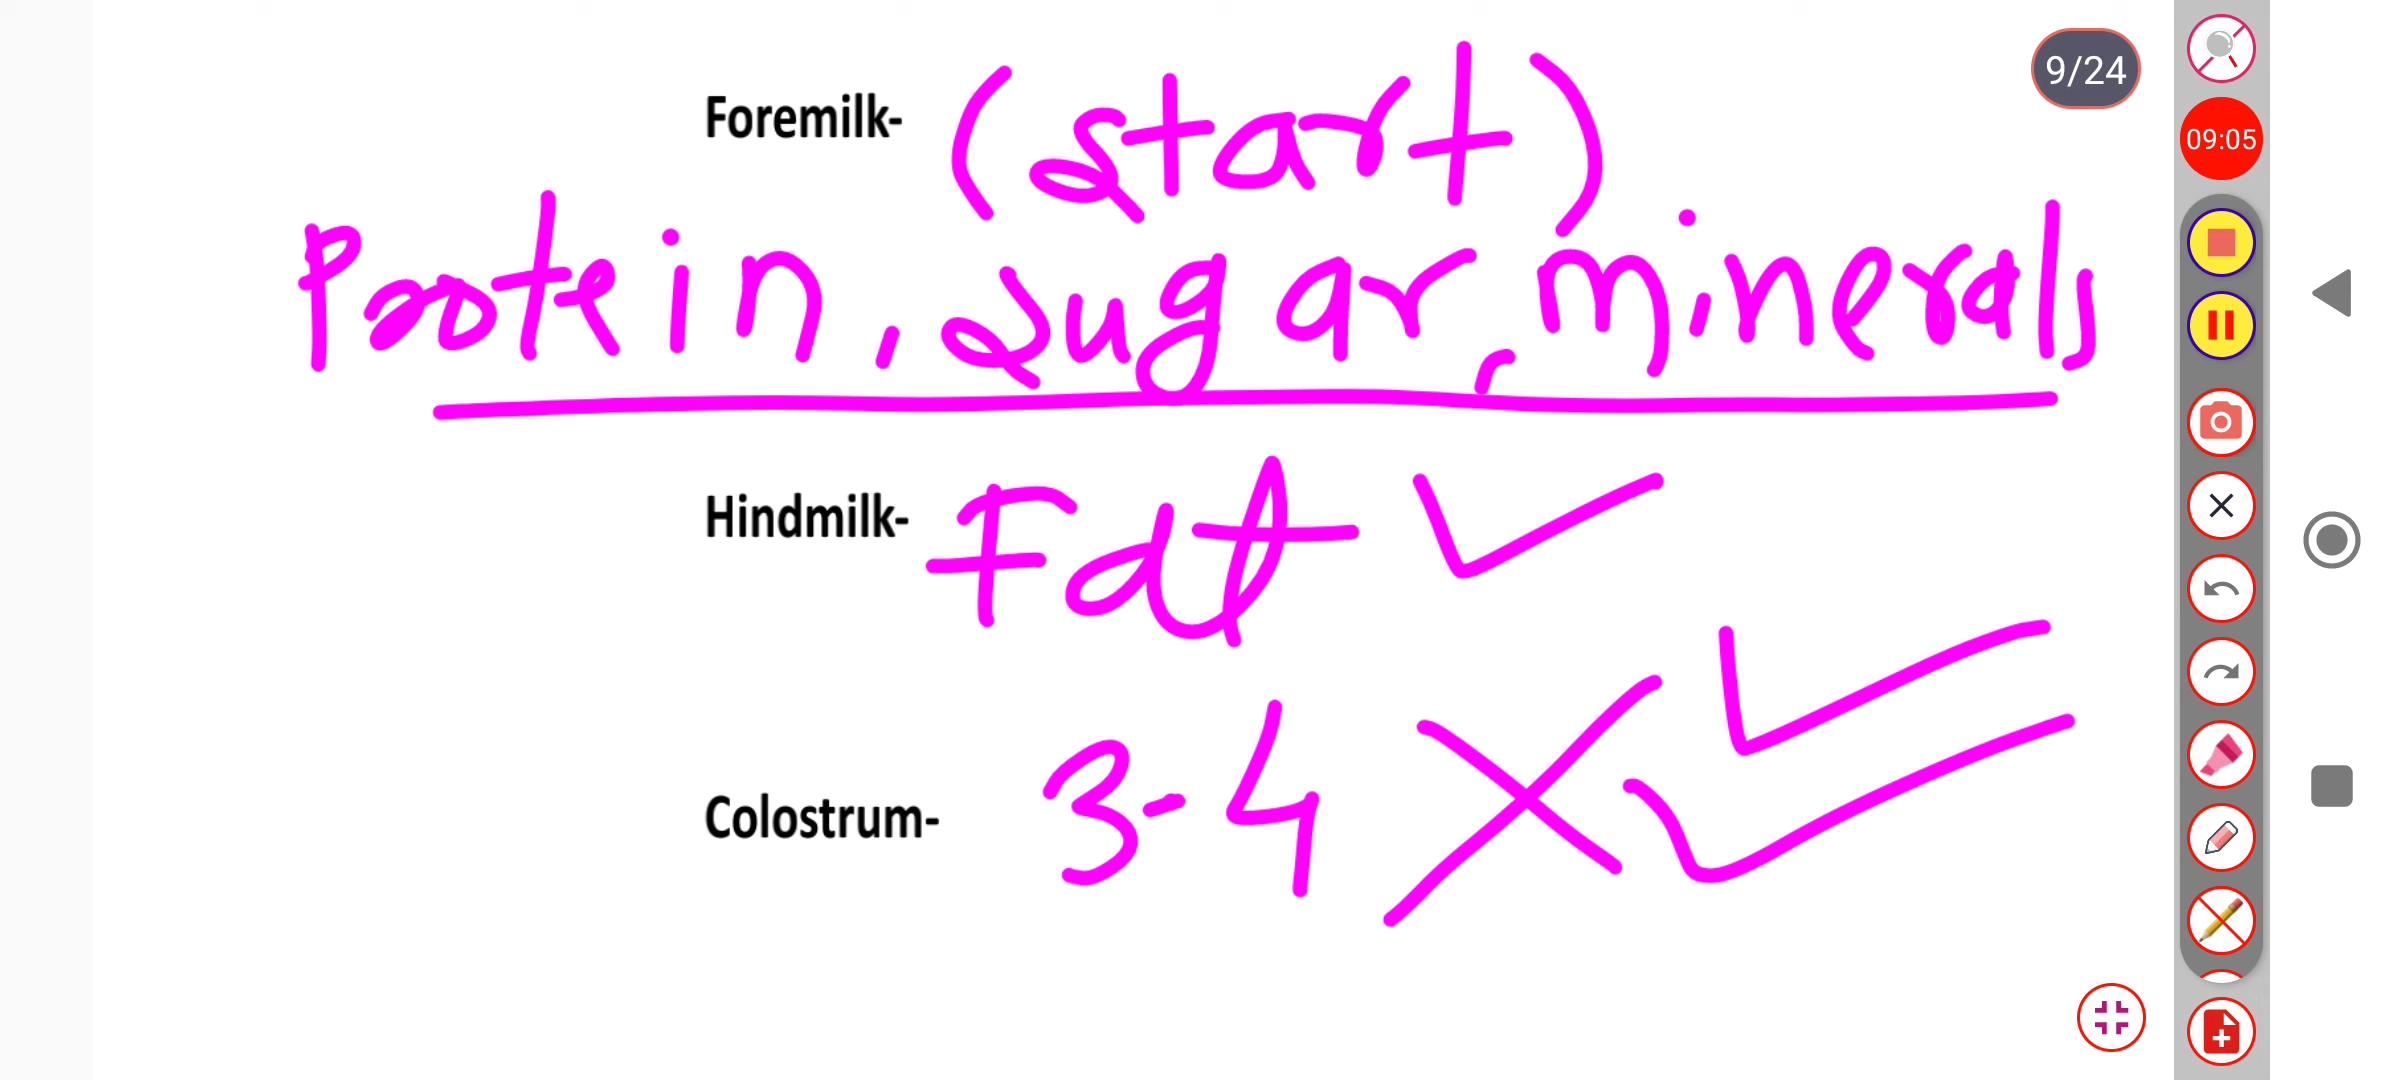 Foremilk- (start)
9/24
09:05
Protein, sugar, minerals
Hindmilk- Fat
Colostrum- 3-4